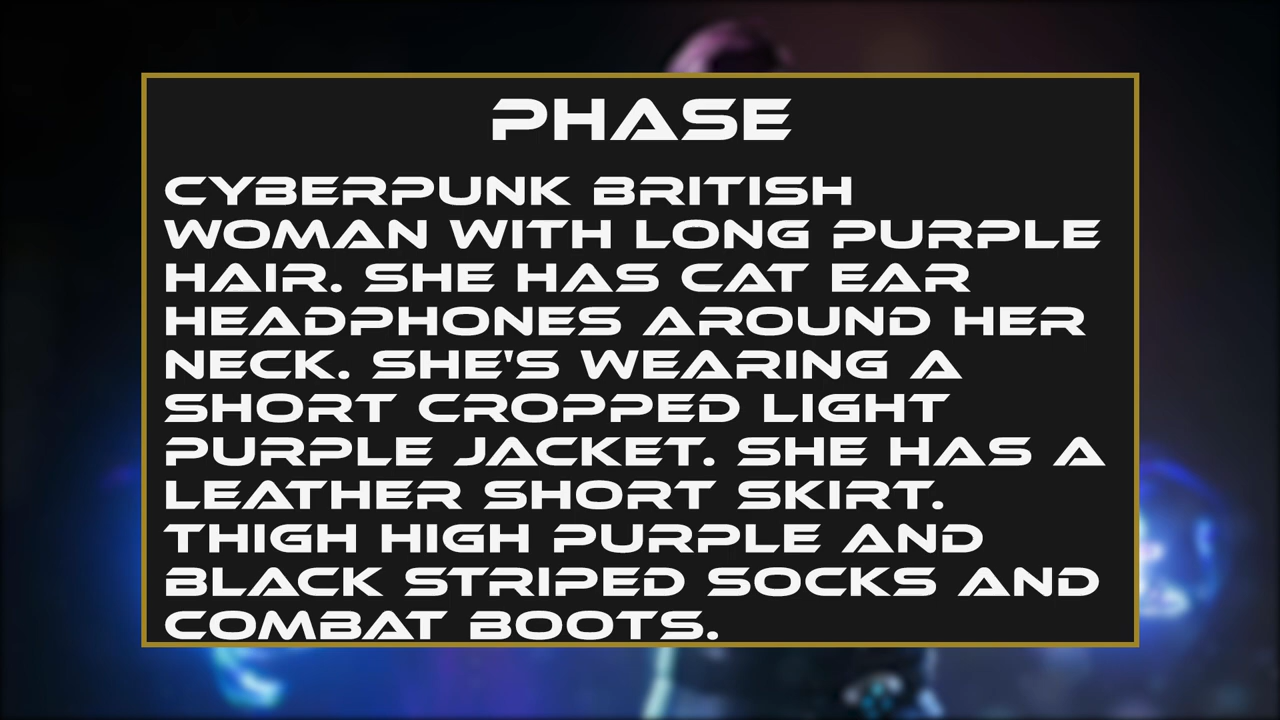 PHASE
CYBERPUNK BRITISH
WOMAN WITH LONG PURPLE
HAIR. SHE HAS CAT EAR
HEADPHONES AROUND HER
NECK. SHE'S WEARING A
SHORT CROPPED LIGHT
PURPLE JACKET. SHE HAS A
LEATHER SHORT SKIRT.
THIGH HIGH PURPLE AND
BLACK STRIPED SOCKS AND
COMBAT BOOTS.